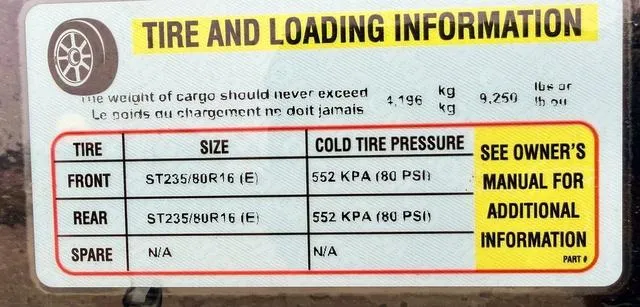 TIRE AND LOADING INFORMATION
The weight of cargo should never exceed 4,196 kg 9,250 lbs or
Le poids du chargement ne doit jamais kg lb ou
TIRE SIZE COLD TIRE PRESSURE
FRONT ST235/80R16 (E) 552 KPA (80 PSI)
REAR ST235/80R16 (E) 552 KPA (80 PSI)
SPARE N/A N/A
SEE OWNER'S
MANUAL FOR
ADDITIONAL
INFORMATION
PART #